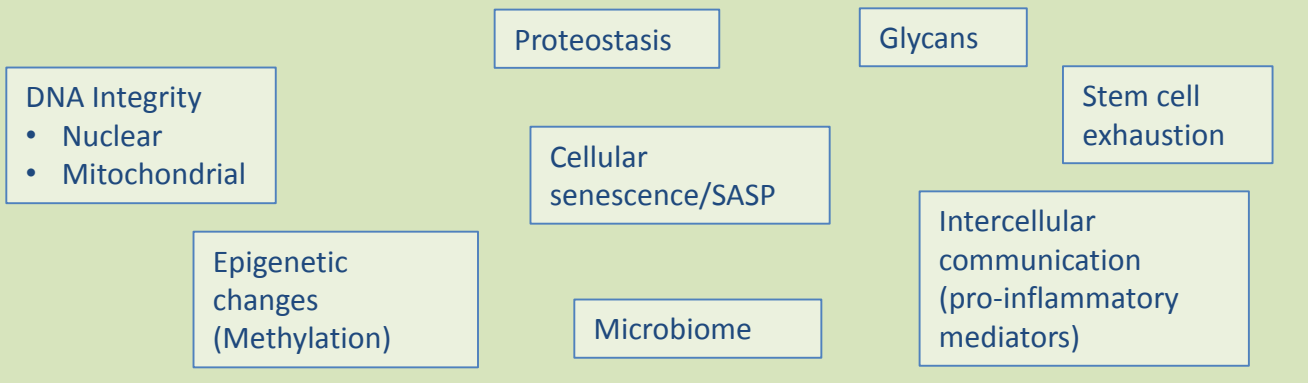 Proteostasis
Glycans
DNA Integrity
• Nuclear
• Mitochondrial
Stem cell
exhaustion
Cellular
senescence/SASP
Intercellular
communication
(pro-inflammatory
mediators)
Epigenetic
changes
(Methylation)
Microbiome